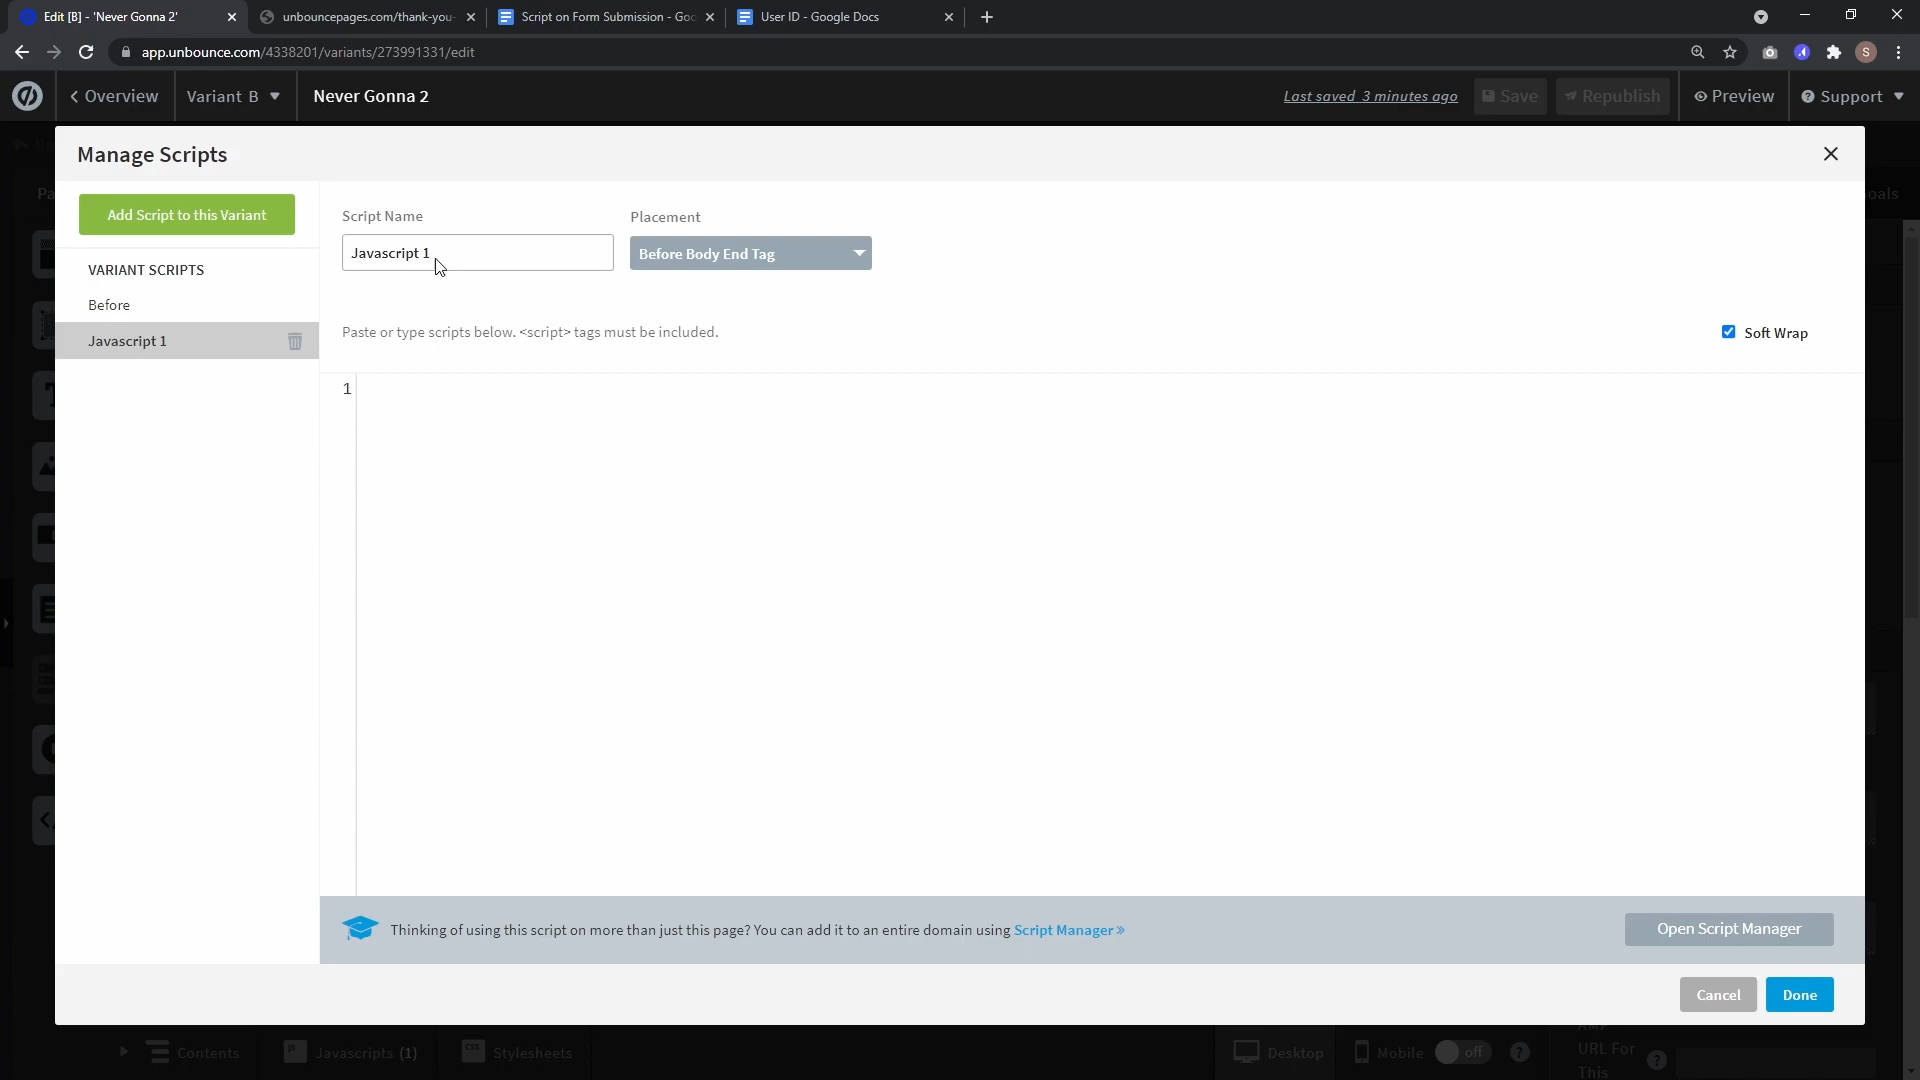 Edit [B] - 'Never Gonna 2'
unbouncepages.com/thank-you-
Script on Form Submission - Goo
User ID - Google Docs
app.unbounce.com/4338201/variants/273991331/edit
S
Overview
Variant B
Never Gonna 2
Last saved 3 minutes ago
Save
Republish
Preview
Support
Manage Scripts
Add Script to this Variant
VARIANT SCRIPTS
Before
Javascript 1
Script Name
Placement
Javascript 1
Before Body End Tag
Paste or type scripts below. <script> tags must be included.
Soft Wrap
1
Thinking of using this script on more than just this page? You can add it to an entire domain using Script Manager »
Open Script Manager
Cancel
Done
Contents
Javascripts (1)
Stylesheets
Desktop
Mobile
off
URL For
This